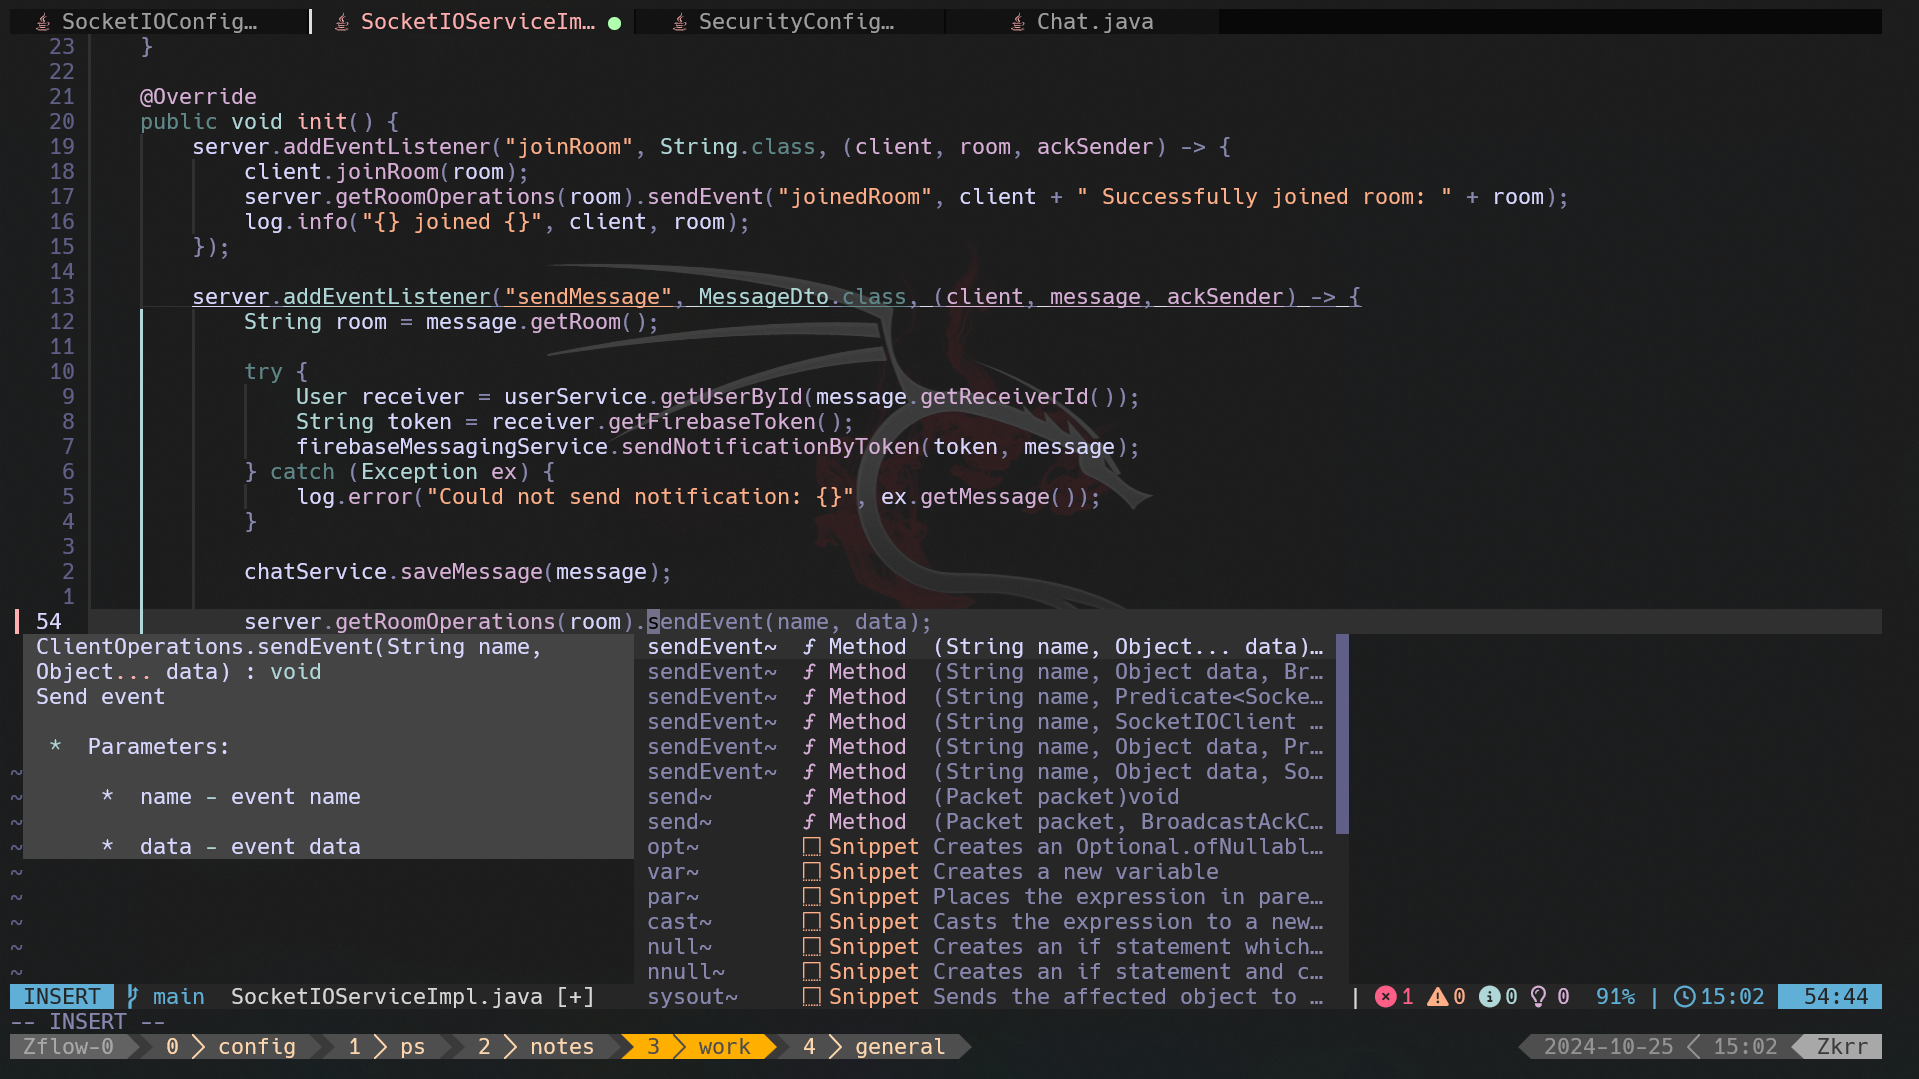 SocketIOConfig… SocketIOServiceIm… ● SecurityConfig… Chat.java
23 }
22
21 @Override
20 public void init() {
19 server.addEventListener("joinRoom", String.class, (client, room, ackSender) -> {
18 client.joinRoom(room);
17 server.getRoomOperations(room).sendEvent("joinedRoom", client + " Successfully joined room: " + room);
16 log.info("{} joined {}", client, room);
15 });
14
13 server.addEventListener("sendMessage", MessageDto.class, (client, message, ackSender) -> {
12 String room = message.getRoom();
11
10 try {
9 User receiver = userService.getUserById(message.getReceiverId());
8 String token = receiver.getFirebaseToken();
7 firebaseMessagingService.sendNotificationByToken(token, message);
6 } catch (Exception ex) {
5 log.error("Could not send notification: {}", ex.getMessage());
4 }
3
2 chatService.saveMessage(message);
1
54 server.getRoomOperations(room).sendEvent(name, data);
ClientOperations.sendEvent(String name,
Object... data) : void
Send event
* Parameters:
* name - event name
* data - event data
sendEvent~ ƒ Method (String name, Object... data)…
sendEvent~ ƒ Method (String name, Object data, Br…
sendEvent~ ƒ Method (String name, Predicate<Socke…
sendEvent~ ƒ Method (String name, SocketIOClient …
sendEvent~ ƒ Method (String name, Object data, Pr…
sendEvent~ ƒ Method (String name, Object data, So…
send~ ƒ Method (Packet packet)void
send~ ƒ Method (Packet packet, BroadcastAckC…
opt~ Snippet Creates an Optional.ofNullabl…
var~ Snippet Creates a new variable
par~ Snippet Places the expression in pare…
cast~ Snippet Casts the expression to a new…
null~ Snippet Creates an if statement which…
nnull~ Snippet Creates an if statement and c…
sysout~ Snippet Sends the affected object to …
~
~
~
~
~
~
~
~
~
INSERT main SocketIOServiceImpl.java [+] | 1 0 0 0 91% | 15:02 54:44
-- INSERT --
Zflow-0 0 config 1 ps 2 notes 3 work 4 general 2024-10-25 15:02 Zkrr